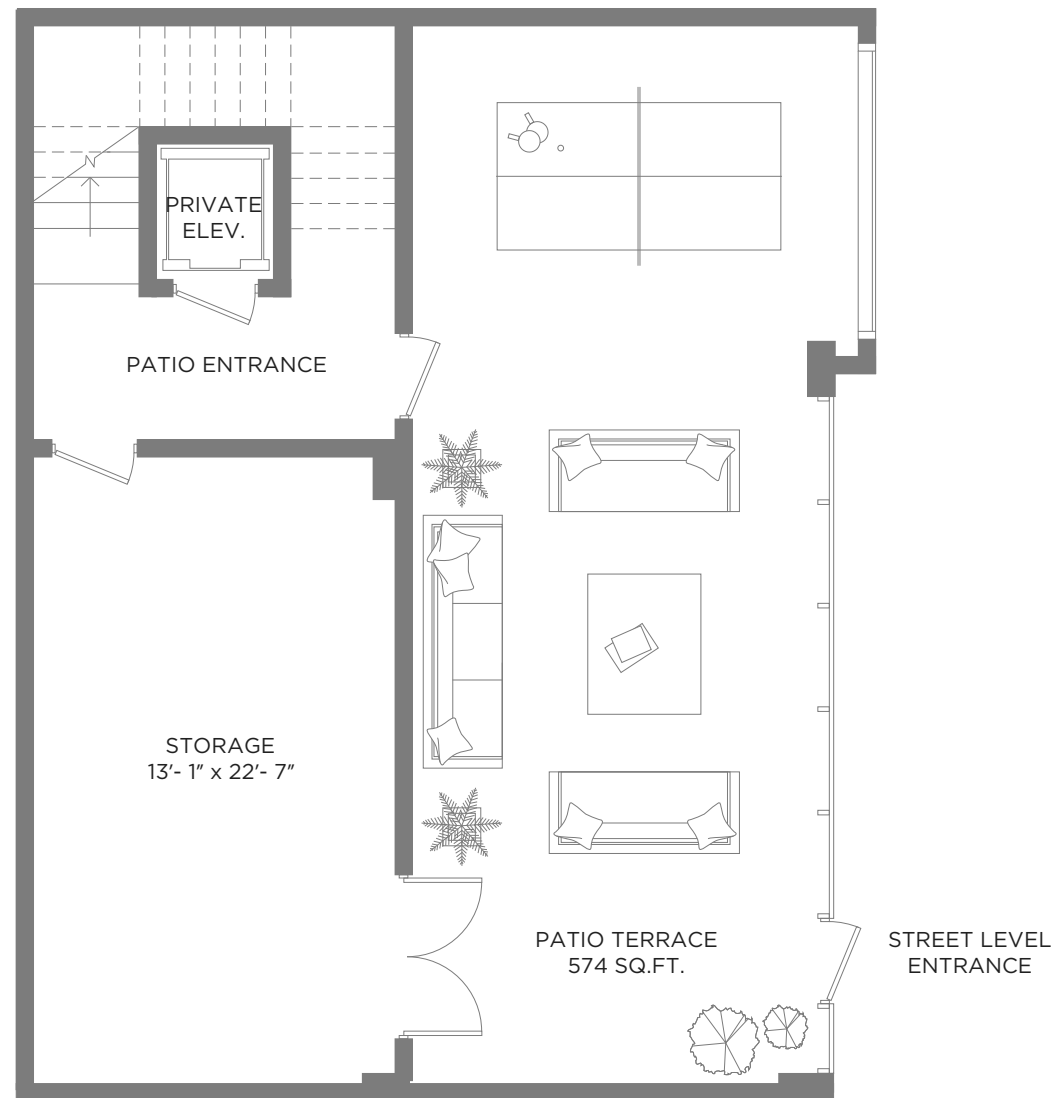 PRIVATE
ELEV.
PATIO ENTRANCE
STORAGE
13'- 1" x 22'- 7"
PATIO TERRACE
574 SQ.FT.
STREET LEVEL
ENTRANCE